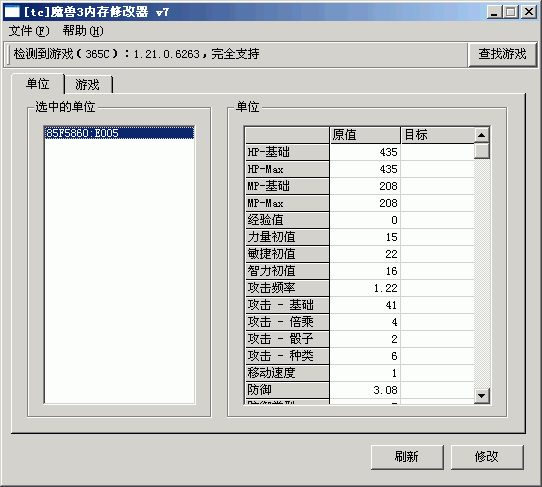 [tc]魔兽3内存修改器 v7
文件(F) 帮助(H)
检测到游戏(365C):1.21.0.6263,完全支持 查找游戏
单位 游戏
选中的单位 单位
85F5860:E005
原值 目标
HP-基础 435
HP-Max 435
MP-基础 208
MP-Max 208
经验值 0
力量初值 15
敏捷初值 22
智力初值 16
攻击频率 1.22
攻击 - 基础 41
攻击 - 倍乘 4
攻击 - 骰子 2
攻击 - 种类 6
移动速度 1
防御 3.08
刷新 修改